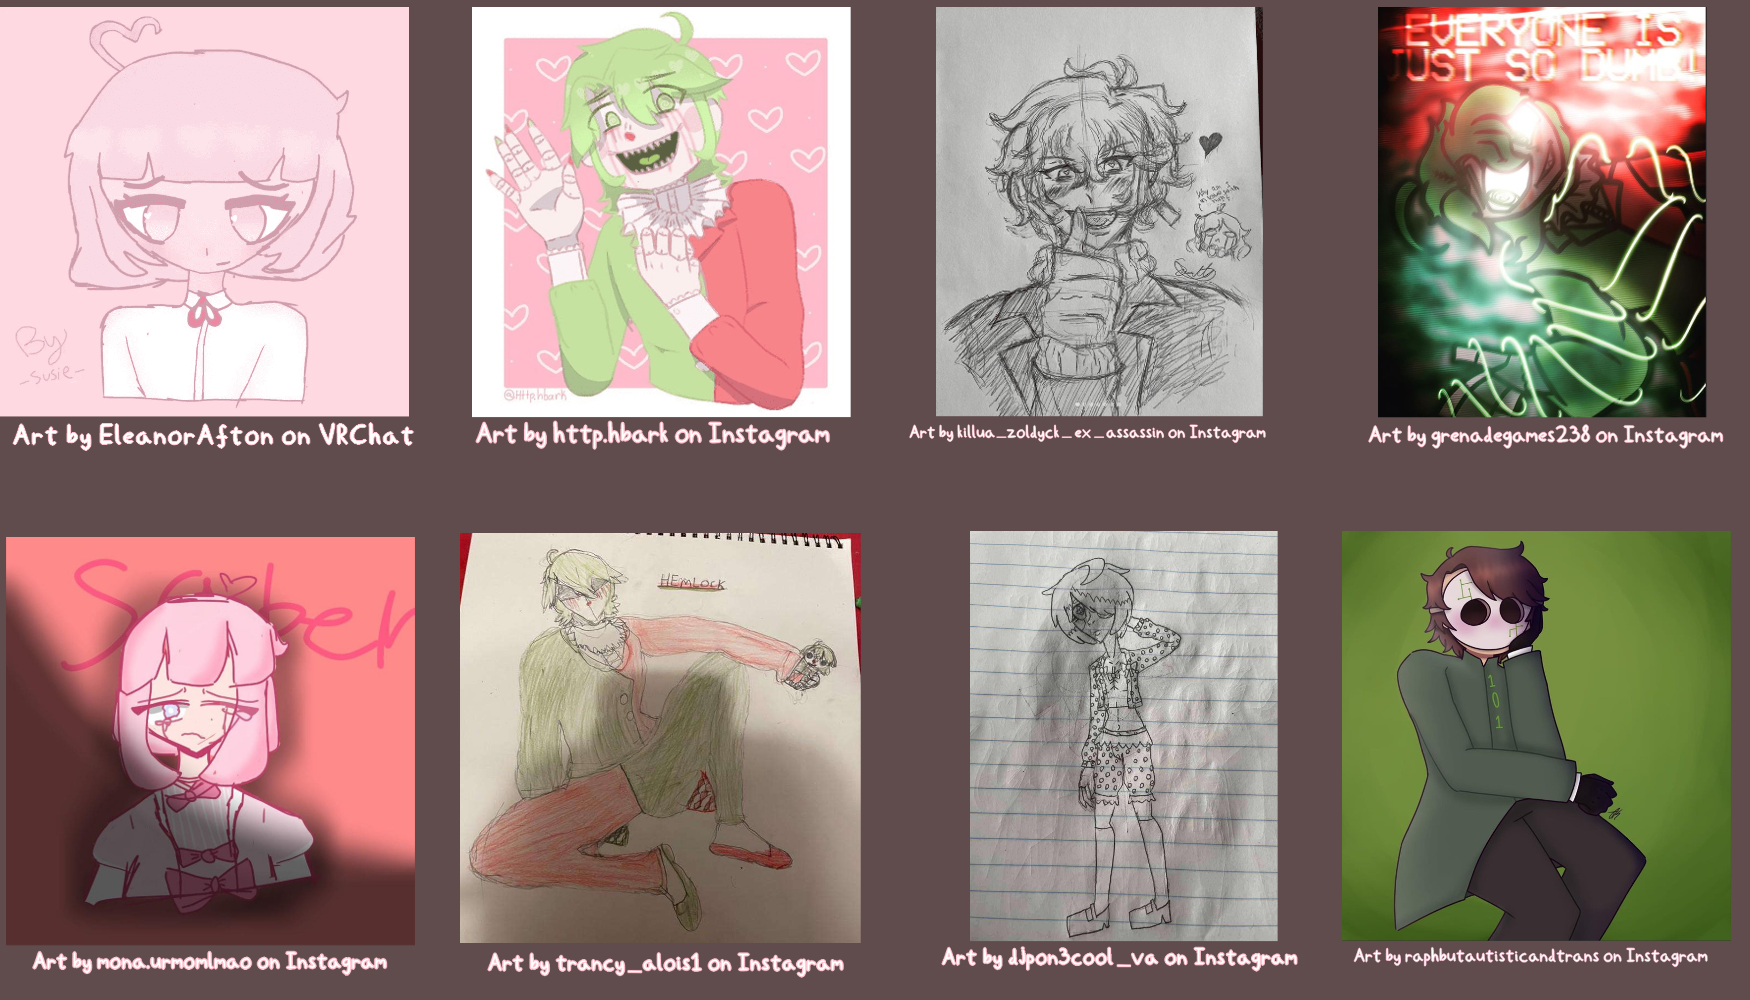 By
-susie-
Art by EleanorAfton on VRChat
@Http.hbark
Art by http.hbark on Instagram
Art by killua_zoldyck_ex_assassin on Instagram
EVERYONE IS
JUST SO DUMB!
Art by grenadegames238 on Instagram
Saber
Art by mona.urmomlmao on Instagram
HEMLOCK
Art by trancy_alois1 on Instagram
Art by dJpon3cool_va on Instagram
101
Art by raphbutautisticandtrans on Instagram